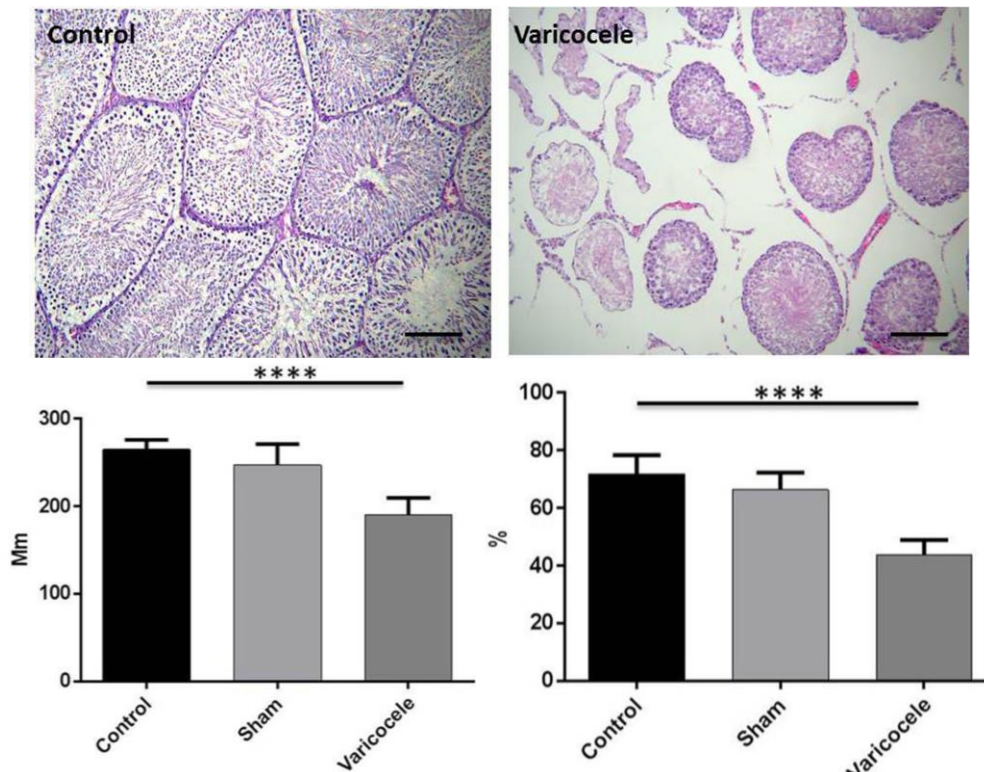 Control
Varicocele
****
300
200
100
0
Mm
Control
Sham
Varicocele
****
100
80
60
40
20
0
%
Control
Sham
Varicocele